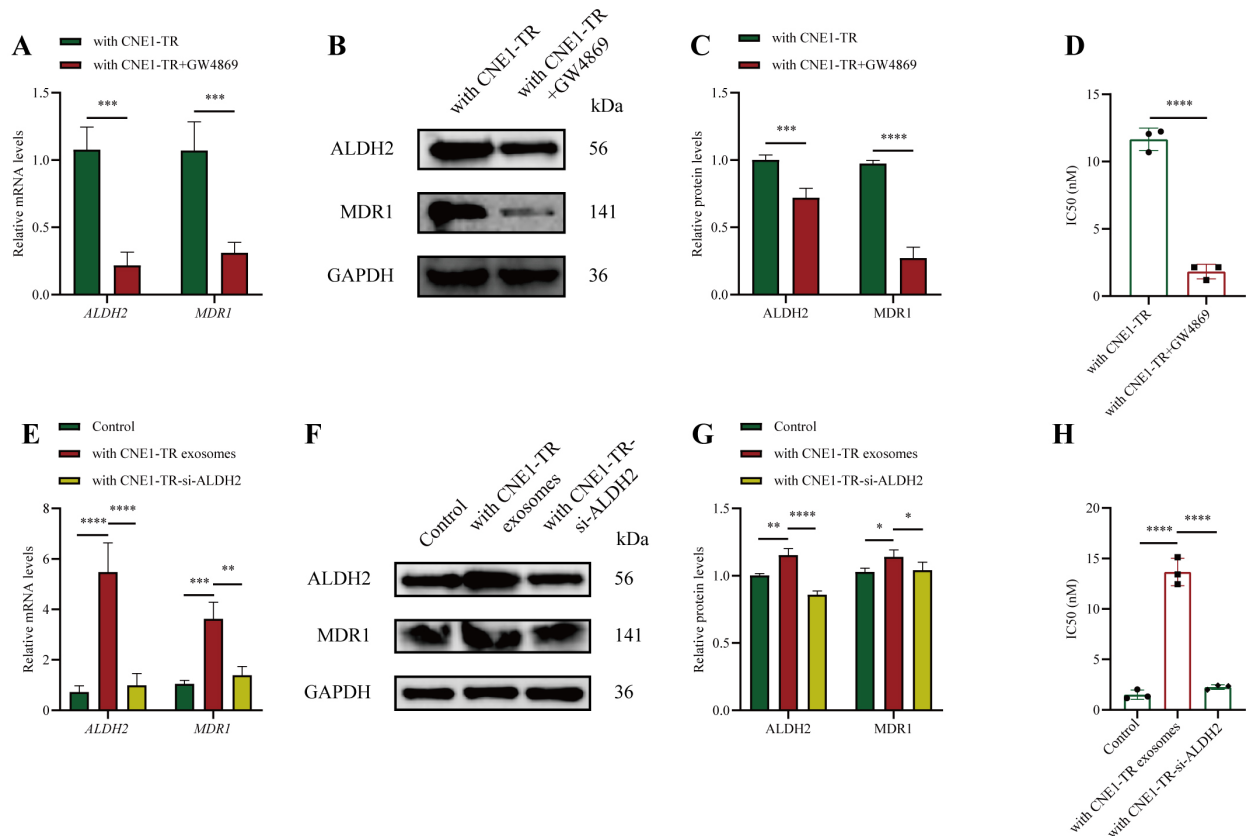 A
with CNE1-TR
with CNE1-TR+GW4869
Relative mRNA levels
1.5
1.0
0.5
0.0
***
***
ALDH2
MDR1
B
with CNE1-TR
with CNE1-TR
+GW4869
kDa
ALDH2
56
MDR1
141
GAPDH
36
C
with CNE1-TR
with CNE1-TR+GW4869
Relative protein levels
1.5
1.0
0.5
0.0
***
****
ALDH2
MDR1
D
IC50 (nM)
15
10
5
0
****
with CNE1-TR
with CNE1-TR+GW4869
E
Control
with CNE1-TR exosomes
with CNE1-TR-si-ALDH2
Relative mRNA levels
8
6
4
2
0
****
****
***
**
ALDH2
MDR1
F
Control
with CNE1-TR
exosomes
with CNE1-TR-
si-ALDH2
kDa
ALDH2
56
MDR1
141
GAPDH
36
G
Control
with CNE1-TR exosomes
with CNE1-TR-si-ALDH2
Relative protein levels
1.5
1.0
0.5
0.0
**
****
*
*
ALDH2
MDR1
H
IC50 (nM)
20
15
10
5
0
****
****
Control
with CNE1-TR exosomes
with CNE1-TR-si-ALDH2